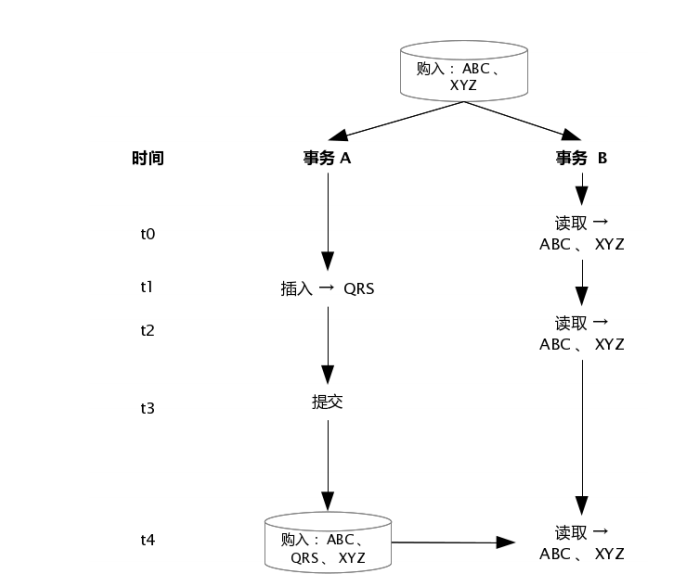 购入：ABC、
XYZ
时间
事务 A
事务 B
t0
读取 →
ABC、 XYZ
t1
插入 → QRS
t2
读取 →
ABC、 XYZ
t3
提交
t4
购入：ABC、
QRS、 XYZ
读取 →
ABC、 XYZ